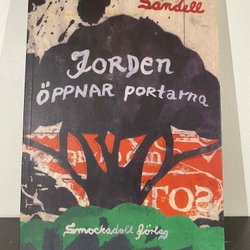 Sandell
JORDEN
ÖPPNAR PORTARNA
Smockadoll förlag